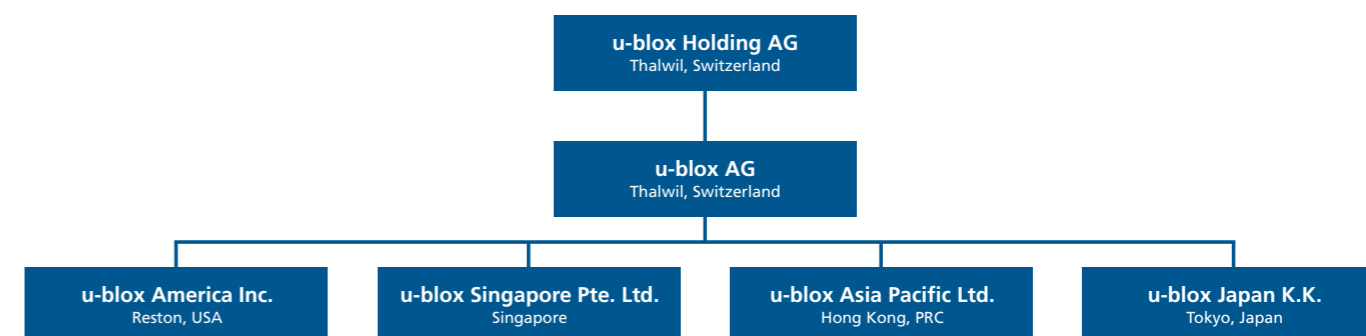 u-blox Holding AG
Thalwil, Switzerland
u-blox AG
Thalwil, Switzerland
u-blox America Inc.
Reston, USA
u-blox Singapore Pte. Ltd.
Singapore
u-blox Asia Pacific Ltd.
Hong Kong, PRC
u-blox Japan K.K.
Tokyo, Japan